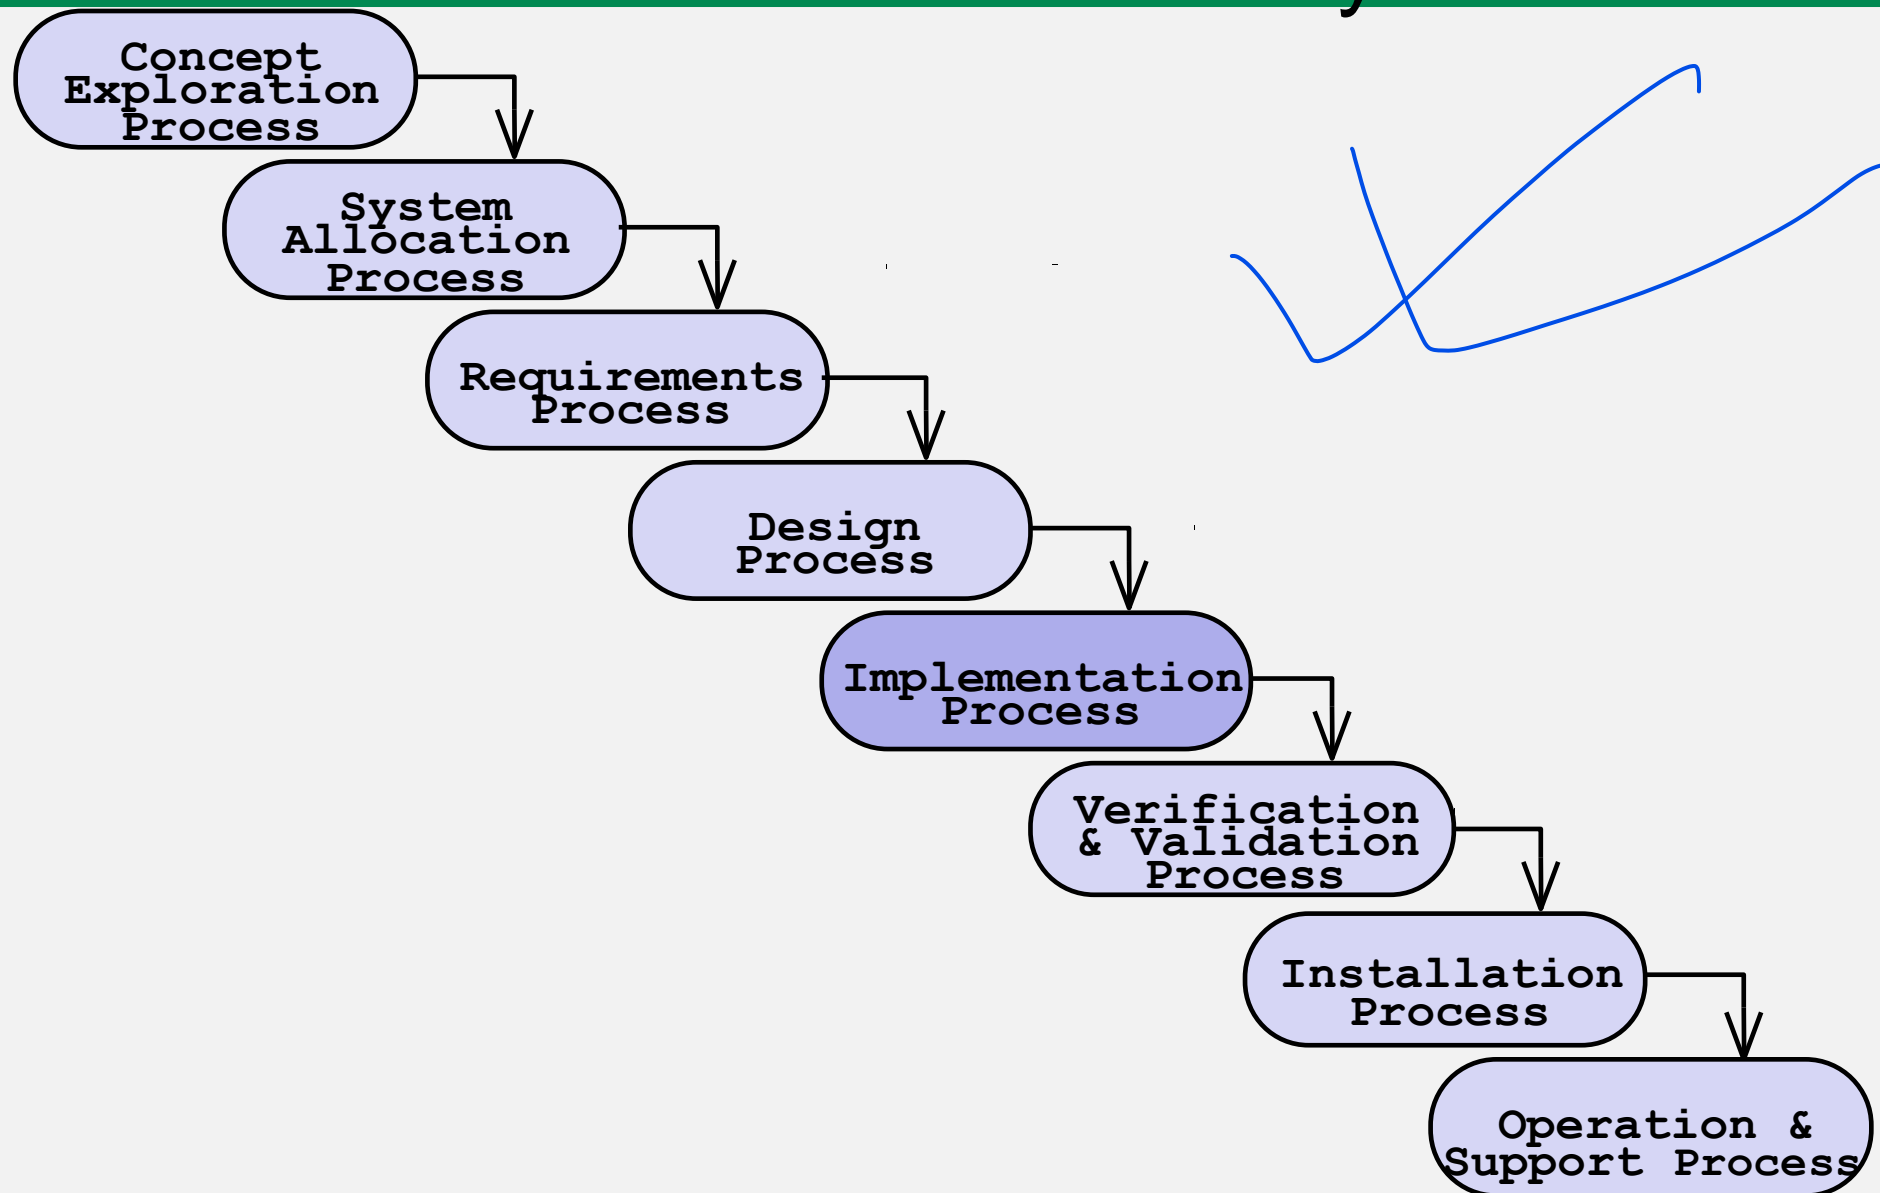 Concept
Exploration
Process
System
Allocation
Process
Requirements
Process
Design
Process
Implementation
Process
Verification
& Validation
Process
Installation
Process
Operation &
Support Process